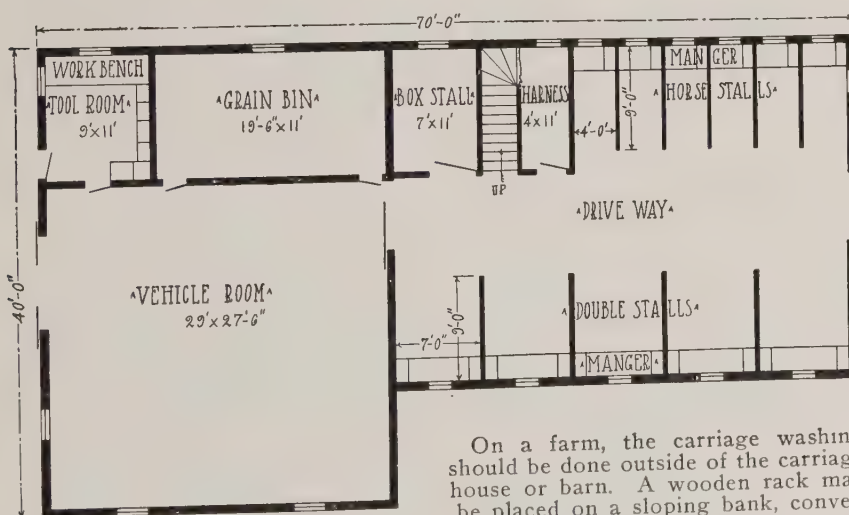 70'-0"
WORK BENCH
TOOL ROOM
9'x11'
GRAIN BIN
19'-6"x11'
BOX STALL
7'x11'
UP
HARNESS
4'x11'
4'-0"
9'-0"
MANGER
HORSE STALLS
DRIVE WAY
40'-0"
VEHICLE ROOM
29'x27'-6"
7'-0"
9'-0"
DOUBLE STALLS
MANGER
On a farm, the carriage washin
should be done outside of the carriag
house or barn. A wooden rack ma
be placed on a sloping bank, conve